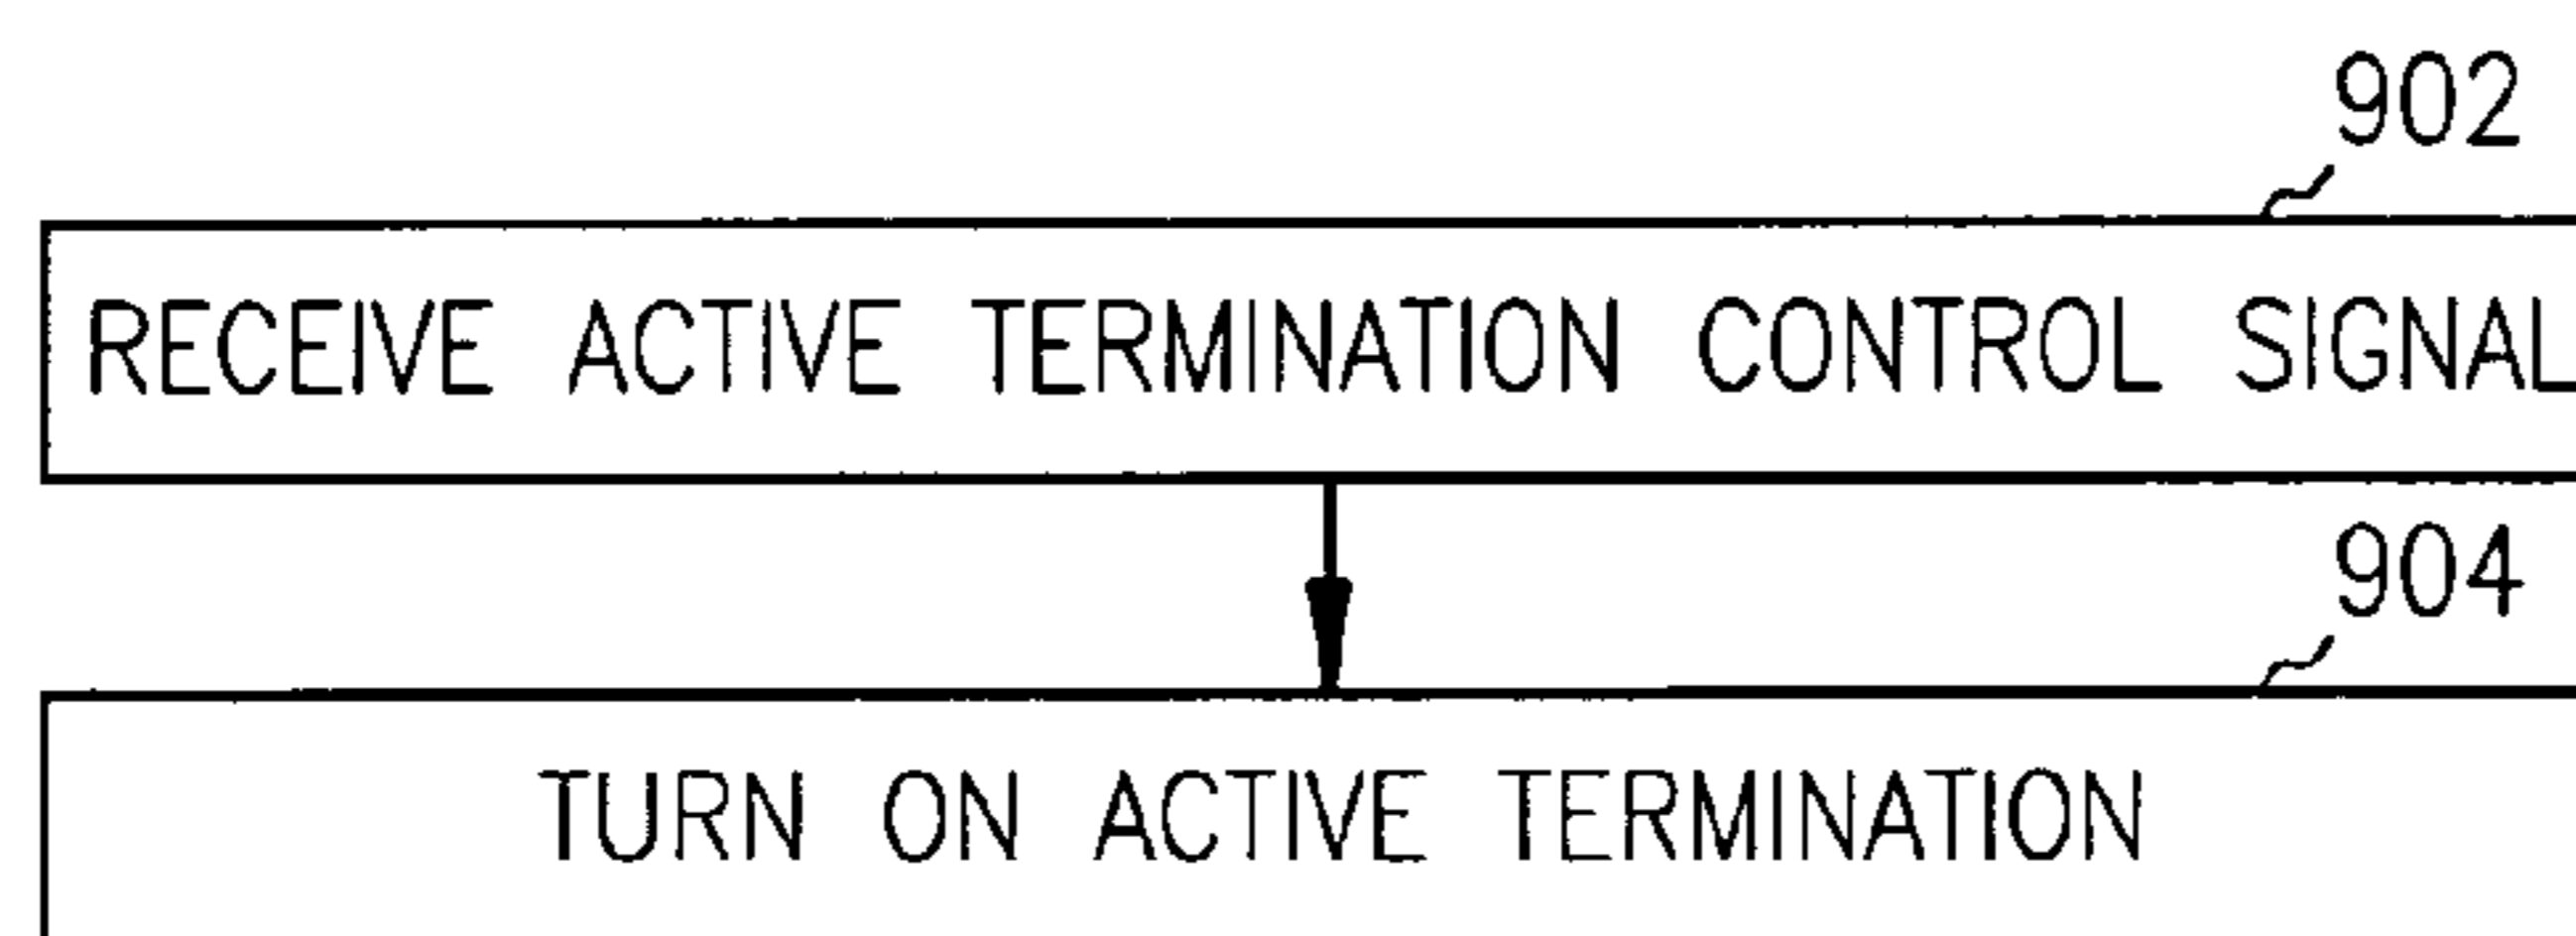 902
RECEIVE ACTIVE TERMINATION CONTROL SIGNAL
904
TURN ON ACTIVE TERMINATION